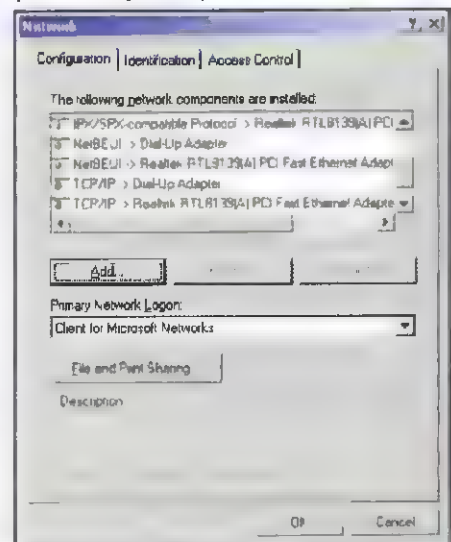 Network
Configuration Identification Access Control
The following network components are installed:
IPX/SPX-compatible Protocol -> Realtek RTL8139(A) PCI
NetBEUI -> Dial-Up Adapter
NetBEUI -> Realtek RTL8139(A) PCI Fast Ethernet Adapt
TCP/IP -> Dial-Up Adapter
TCP/IP -> Realtek RTL8139(A) PCI Fast Ethernet Adapte
Add...
Primary Network Logon:
Client for Microsoft Networks
File and Print Sharing
Description
OK Cancel